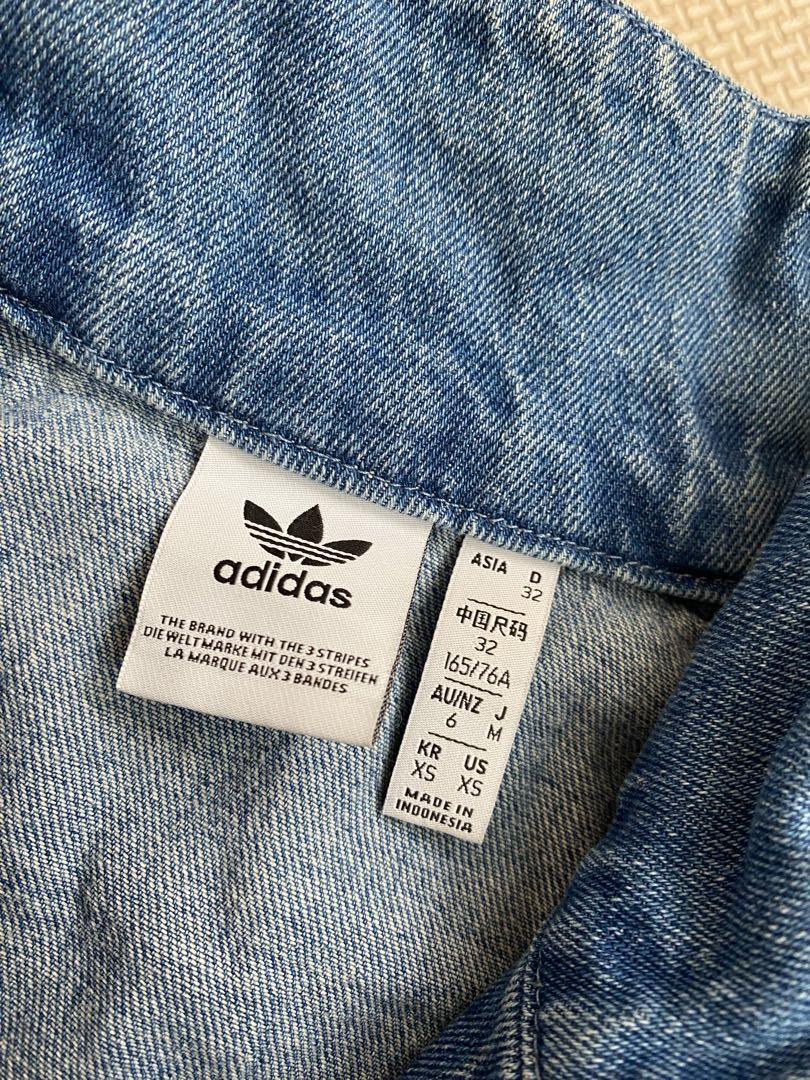 adidas
THE BRAND WITH THE 3 STRIPES
DIE WELTMARKE MIT DEN 3 STREIFEN
LA MARQUE AUX 3 BANDES
ASIA D
32
中国尺码
32
165/76A
AU/NZ J
6 M
KR US
XS XS
MADE IN
INDONESIA